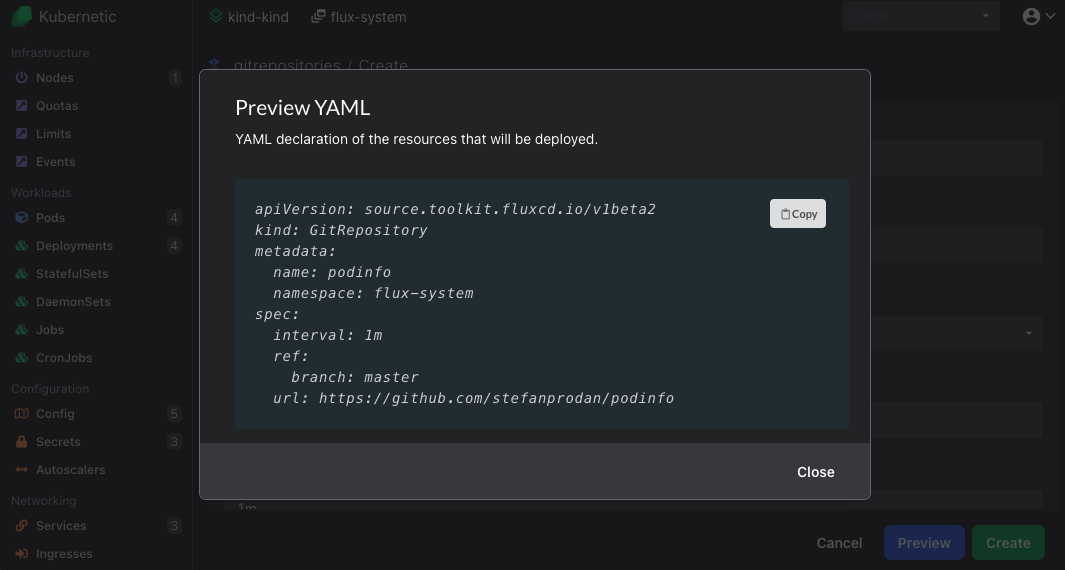 Kubernetic
kind-kind
flux-system
Infrastructure
Nodes 1
Quotas
Limits
Events
Workloads
Pods 4
Deployments 4
StatefulSets
DaemonSets
Jobs
CronJobs
Configuration
Config 5
Secrets 3
Autoscalers
Networking
Services 3
Ingresses
gitrepositories / Create
Preview YAML
YAML declaration of the resources that will be deployed.
Copy
apiVersion: source.toolkit.fluxcd.io/v1beta2
kind: GitRepository
metadata:
  name: podinfo
  namespace: flux-system
spec:
  interval: 1m
  ref:
    branch: master
  url: https://github.com/stefanprodan/podinfo
Close
1m
Cancel
Preview
Create